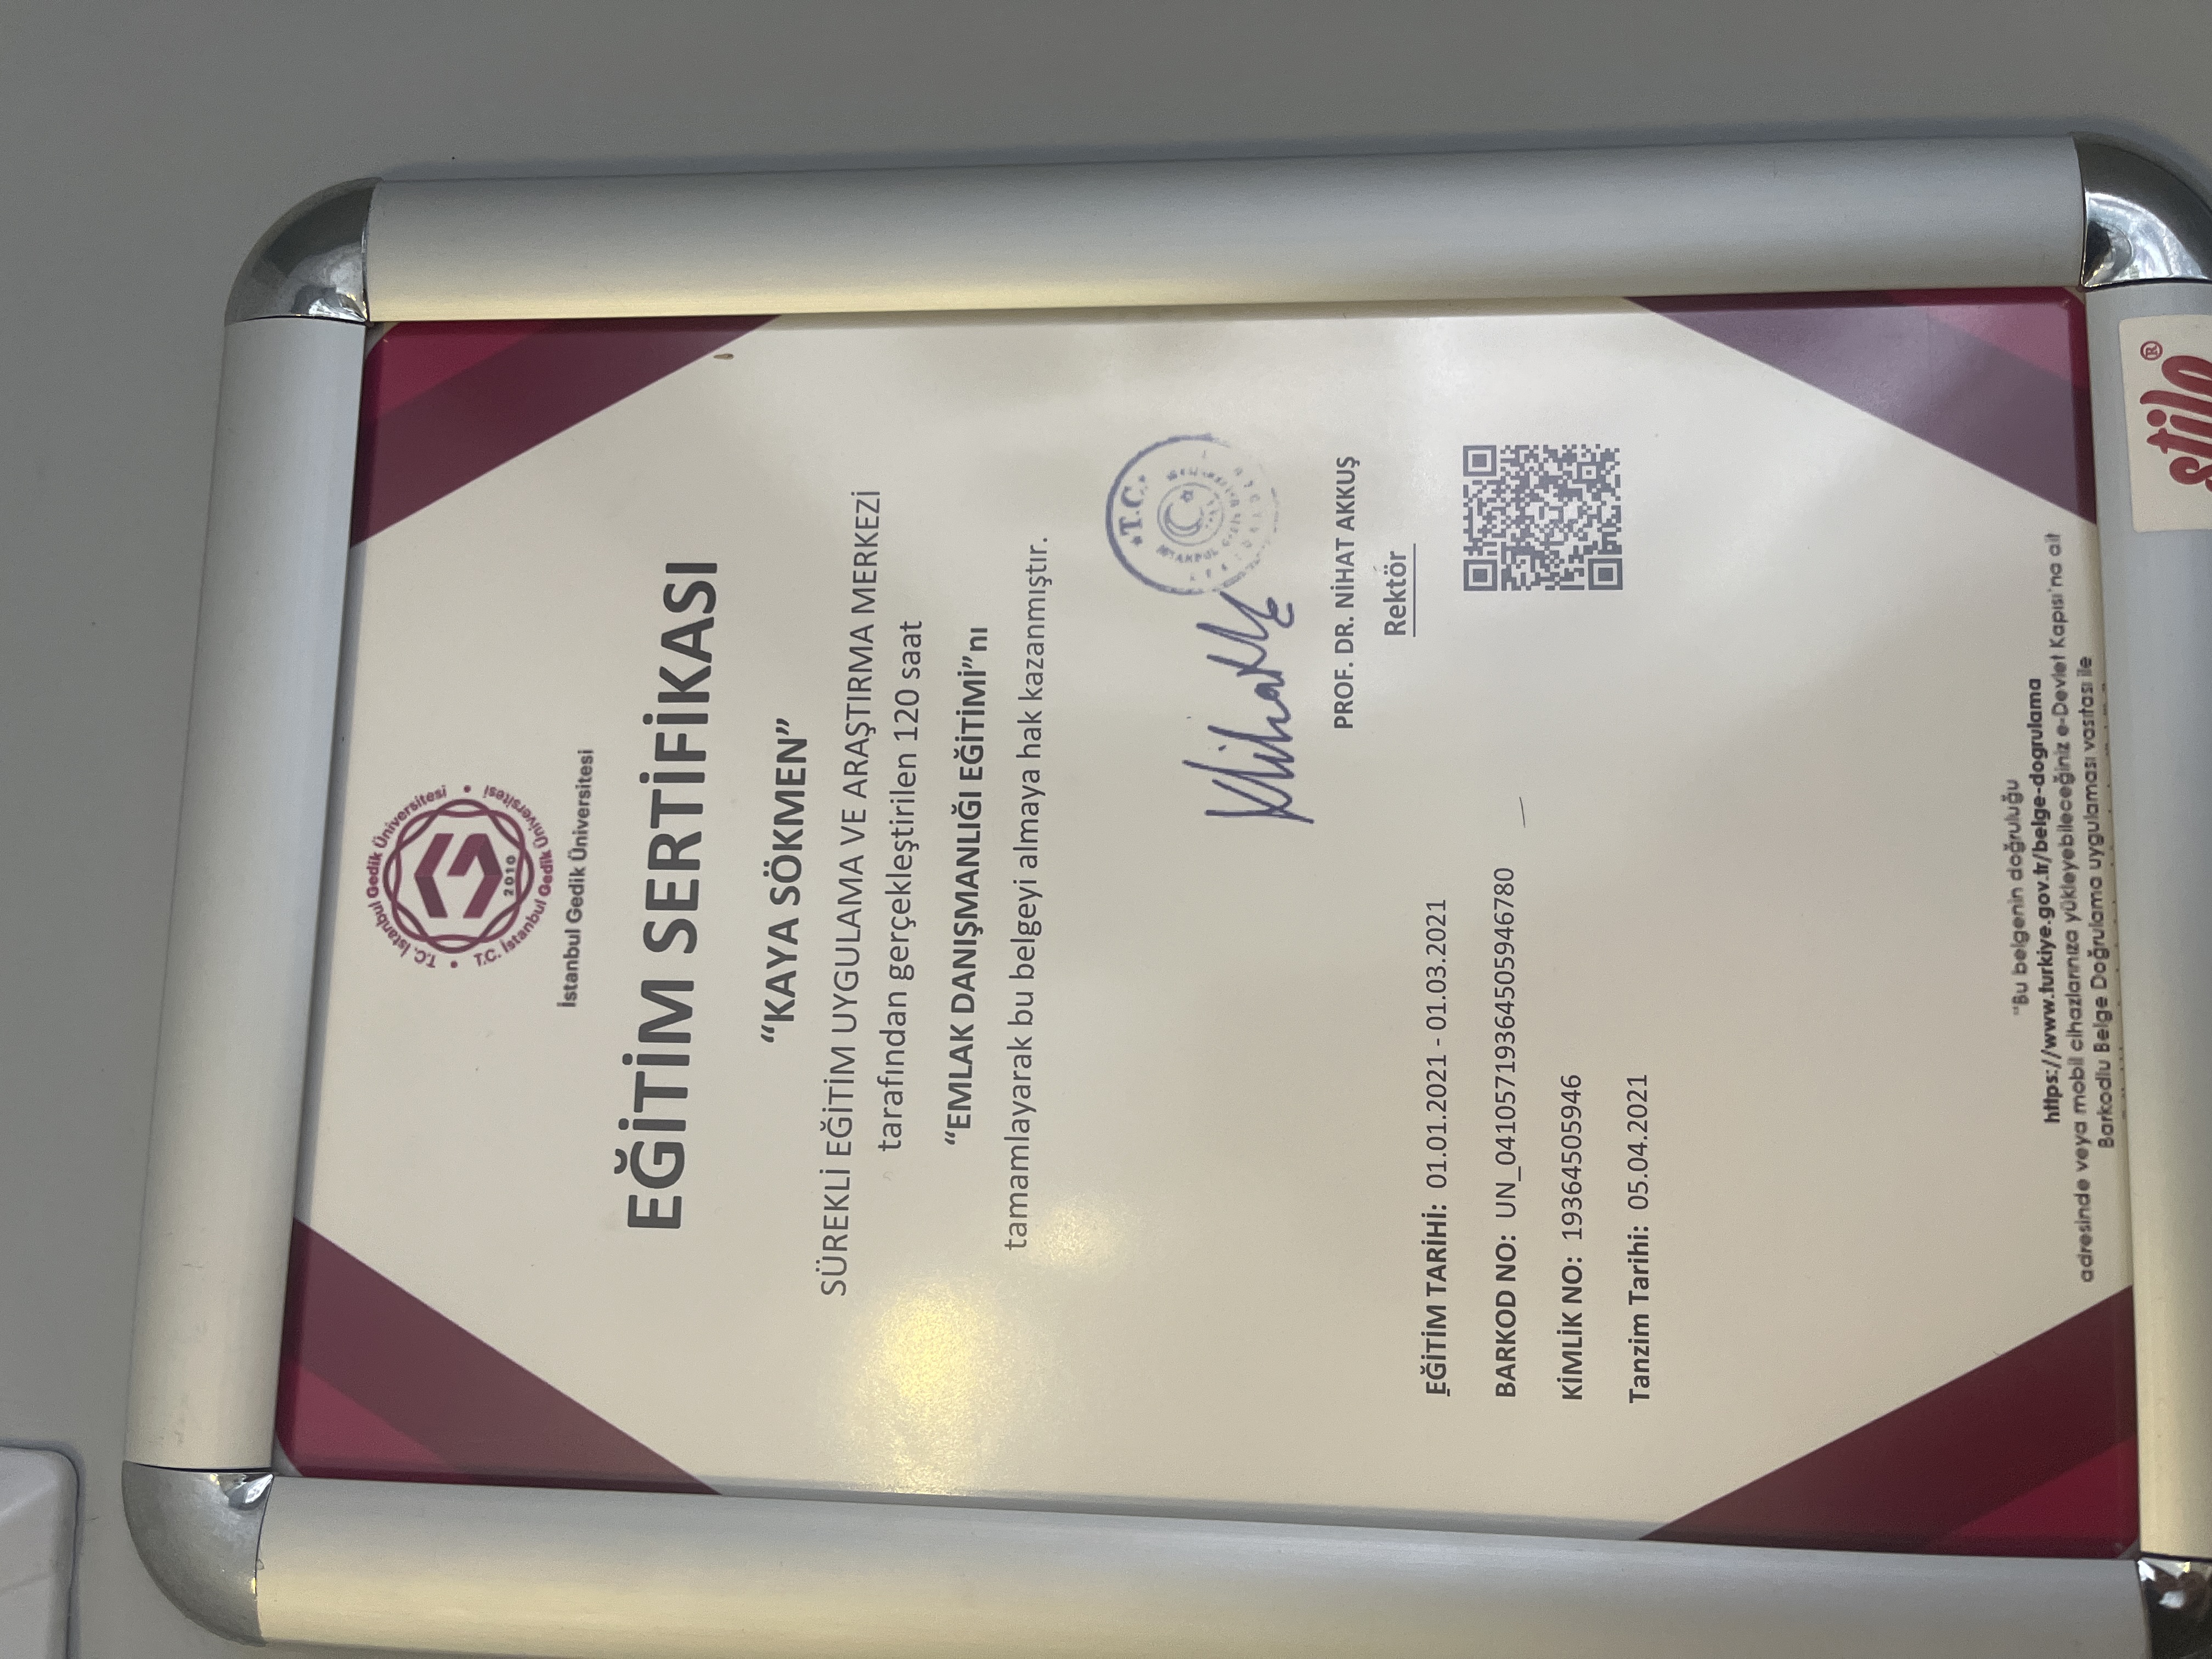 T.C. İstanbul Gedik Üniversitesi • T.C. İstanbul Gedik Üniversitesi •
2010
İstanbul Gedik Üniversitesi
EĞİTİM SERTİFİKASI
“KAYA SÖKMEN”
SÜREKLİ EĞİTİM UYGULAMA VE ARAŞTIRMA MERKEZİ
tarafından gerçekleştirilen 120 saat
“EMLAK DANIŞMANLIĞI EĞİTİMİ”nı
tamamlayarak bu belgeyi almaya hak kazanmıştır.
T.C.
PROF. DR. NİHAT AKKUŞ
Rektör
EĞİTİM TARİHİ: 01.01.2021 - 01.03.2021
BARKOD NO: UN_0410571936450594​6780
KİMLİK NO: 19364505946
Tanzim Tarihi: 05.04.2021
"Bu belgenin doğruluğu
https://www.turkiye.gov.tr/belge-dogrulama
adresinde veya mobil cihazlarınıza yükleyebileceğiniz e-Devlet Kapısı'na ait
Barkodlu Belge Doğrulama uygulaması vasıtası ile
stilo®